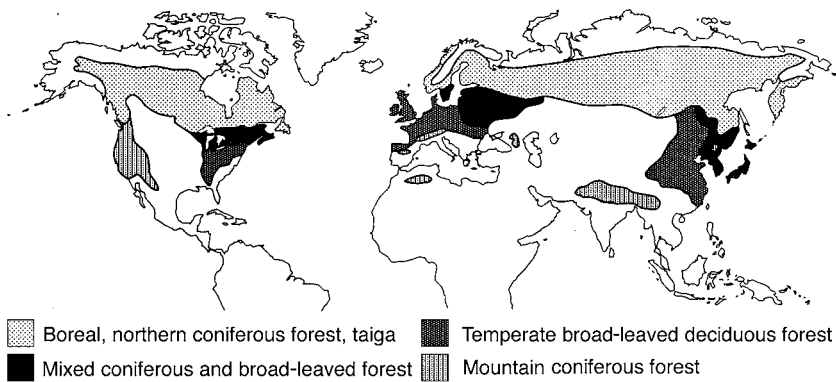 Boreal, northern coniferous forest, taiga
Temperate broad-leaved deciduous forest
Mixed coniferous and broad-leaved forest
Mountain coniferous forest